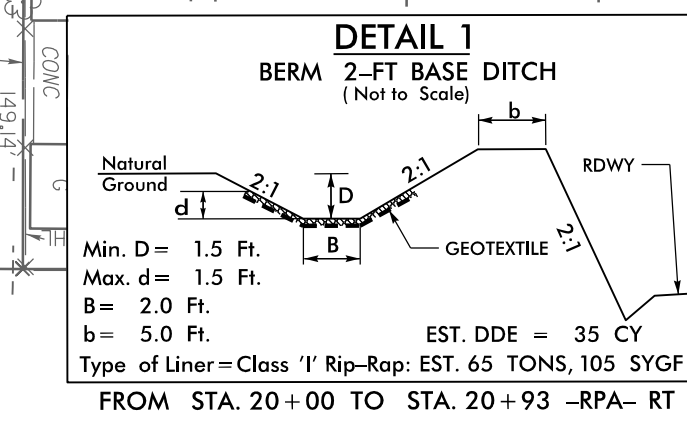 DETAIL 1
BERM 2–FT BASE DITCH
( Not to Scale)
CONC
149.14'
b
Natural
Ground
2:1
D
2:1
RDWY
d
2:1
B
GEOTEXTILE
Min. D = 1.5 Ft.
Max. d = 1.5 Ft.
B = 2.0 Ft.
b = 5.0 Ft.
EST. DDE = 35 CY
Type of Liner = Class 'I' Rip–Rap: EST. 65 TONS, 105 SYGF
FROM STA. 20+00 TO STA. 20+93 –RPA– RT